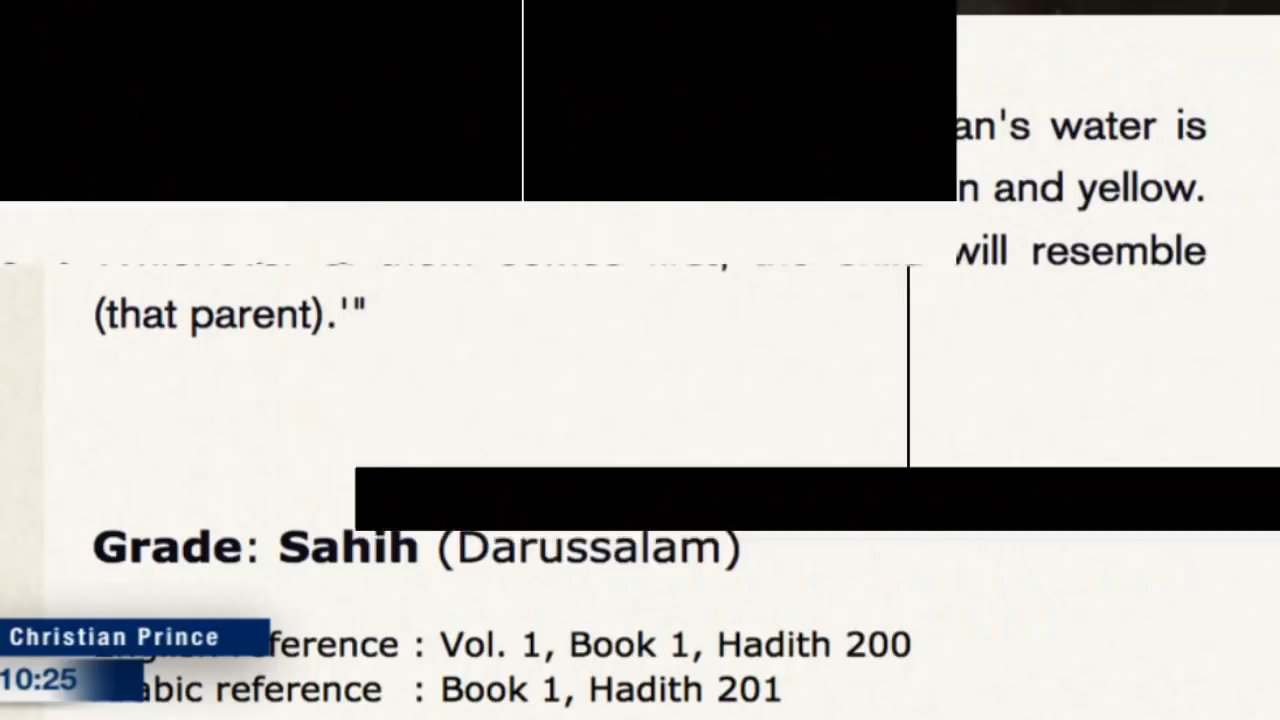 an's water is
n and yellow.
will resemble
(that parent).'"
Grade: Sahih (Darussalam)
Christian Prince
ference : Vol. 1, Book 1, Hadith 200
10:25
abic reference : Book 1, Hadith 201